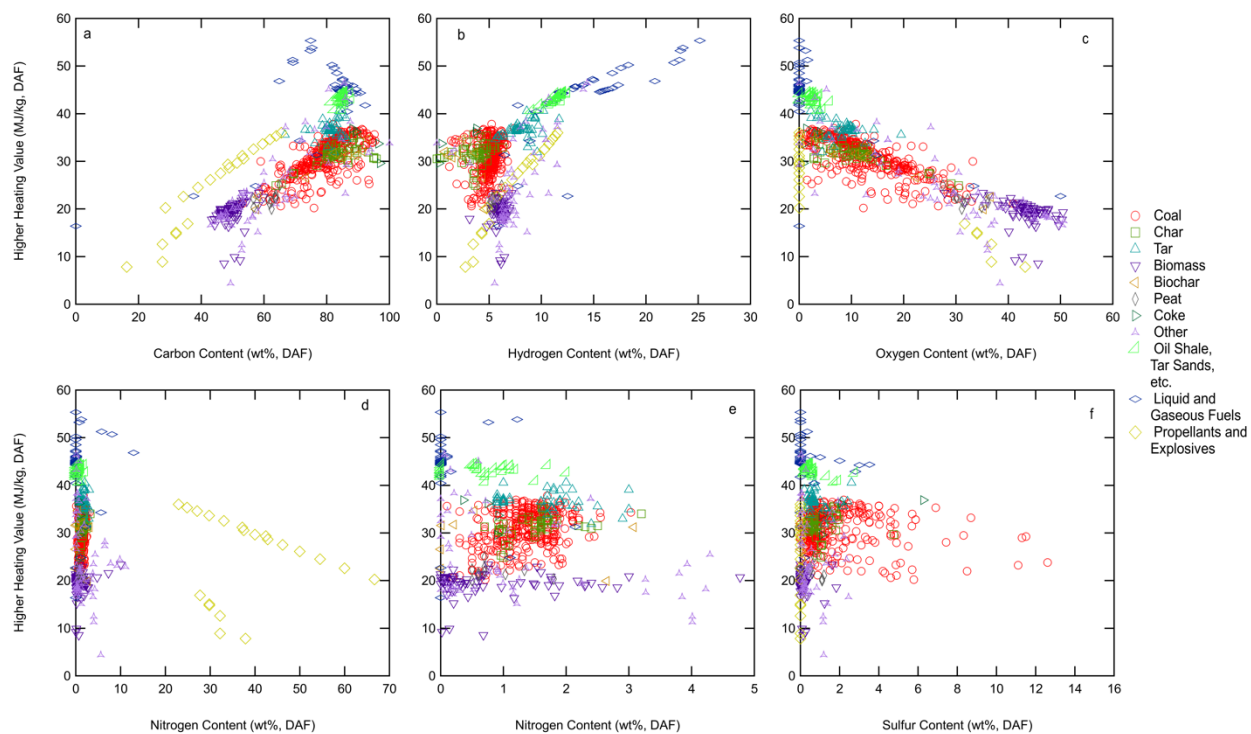 a
b
c
60
50
40
30
20
10
0
Higher Heating Value (MJ/kg, DAF)
0 20 40 60 80 100
Carbon Content (wt%, DAF)
60
50
40
30
20
10
0
0 5 10 15 20 25 30
Hydrogen Content (wt%, DAF)
60
50
40
30
20
10
0
0 10 20 30 40 50 60
Oxygen Content (wt%, DAF)
Coal
Char
Tar
Biomass
Biochar
Peat
Coke
Other
Oil Shale,
Tar Sands,
etc.
Liquid and
Gaseous Fuels
Propellants and
Explosives
d
e
f
60
50
40
30
20
10
0
Higher Heating Value (MJ/kg, DAF)
0 10 20 30 40 50 60 70
Nitrogen Content (wt%, DAF)
60
50
40
30
20
10
0
0 1 2 3 4 5
Nitrogen Content (wt%, DAF)
60
50
40
30
20
10
0
0 2 4 6 8 10 12 14 16
Sulfur Content (wt%, DAF)